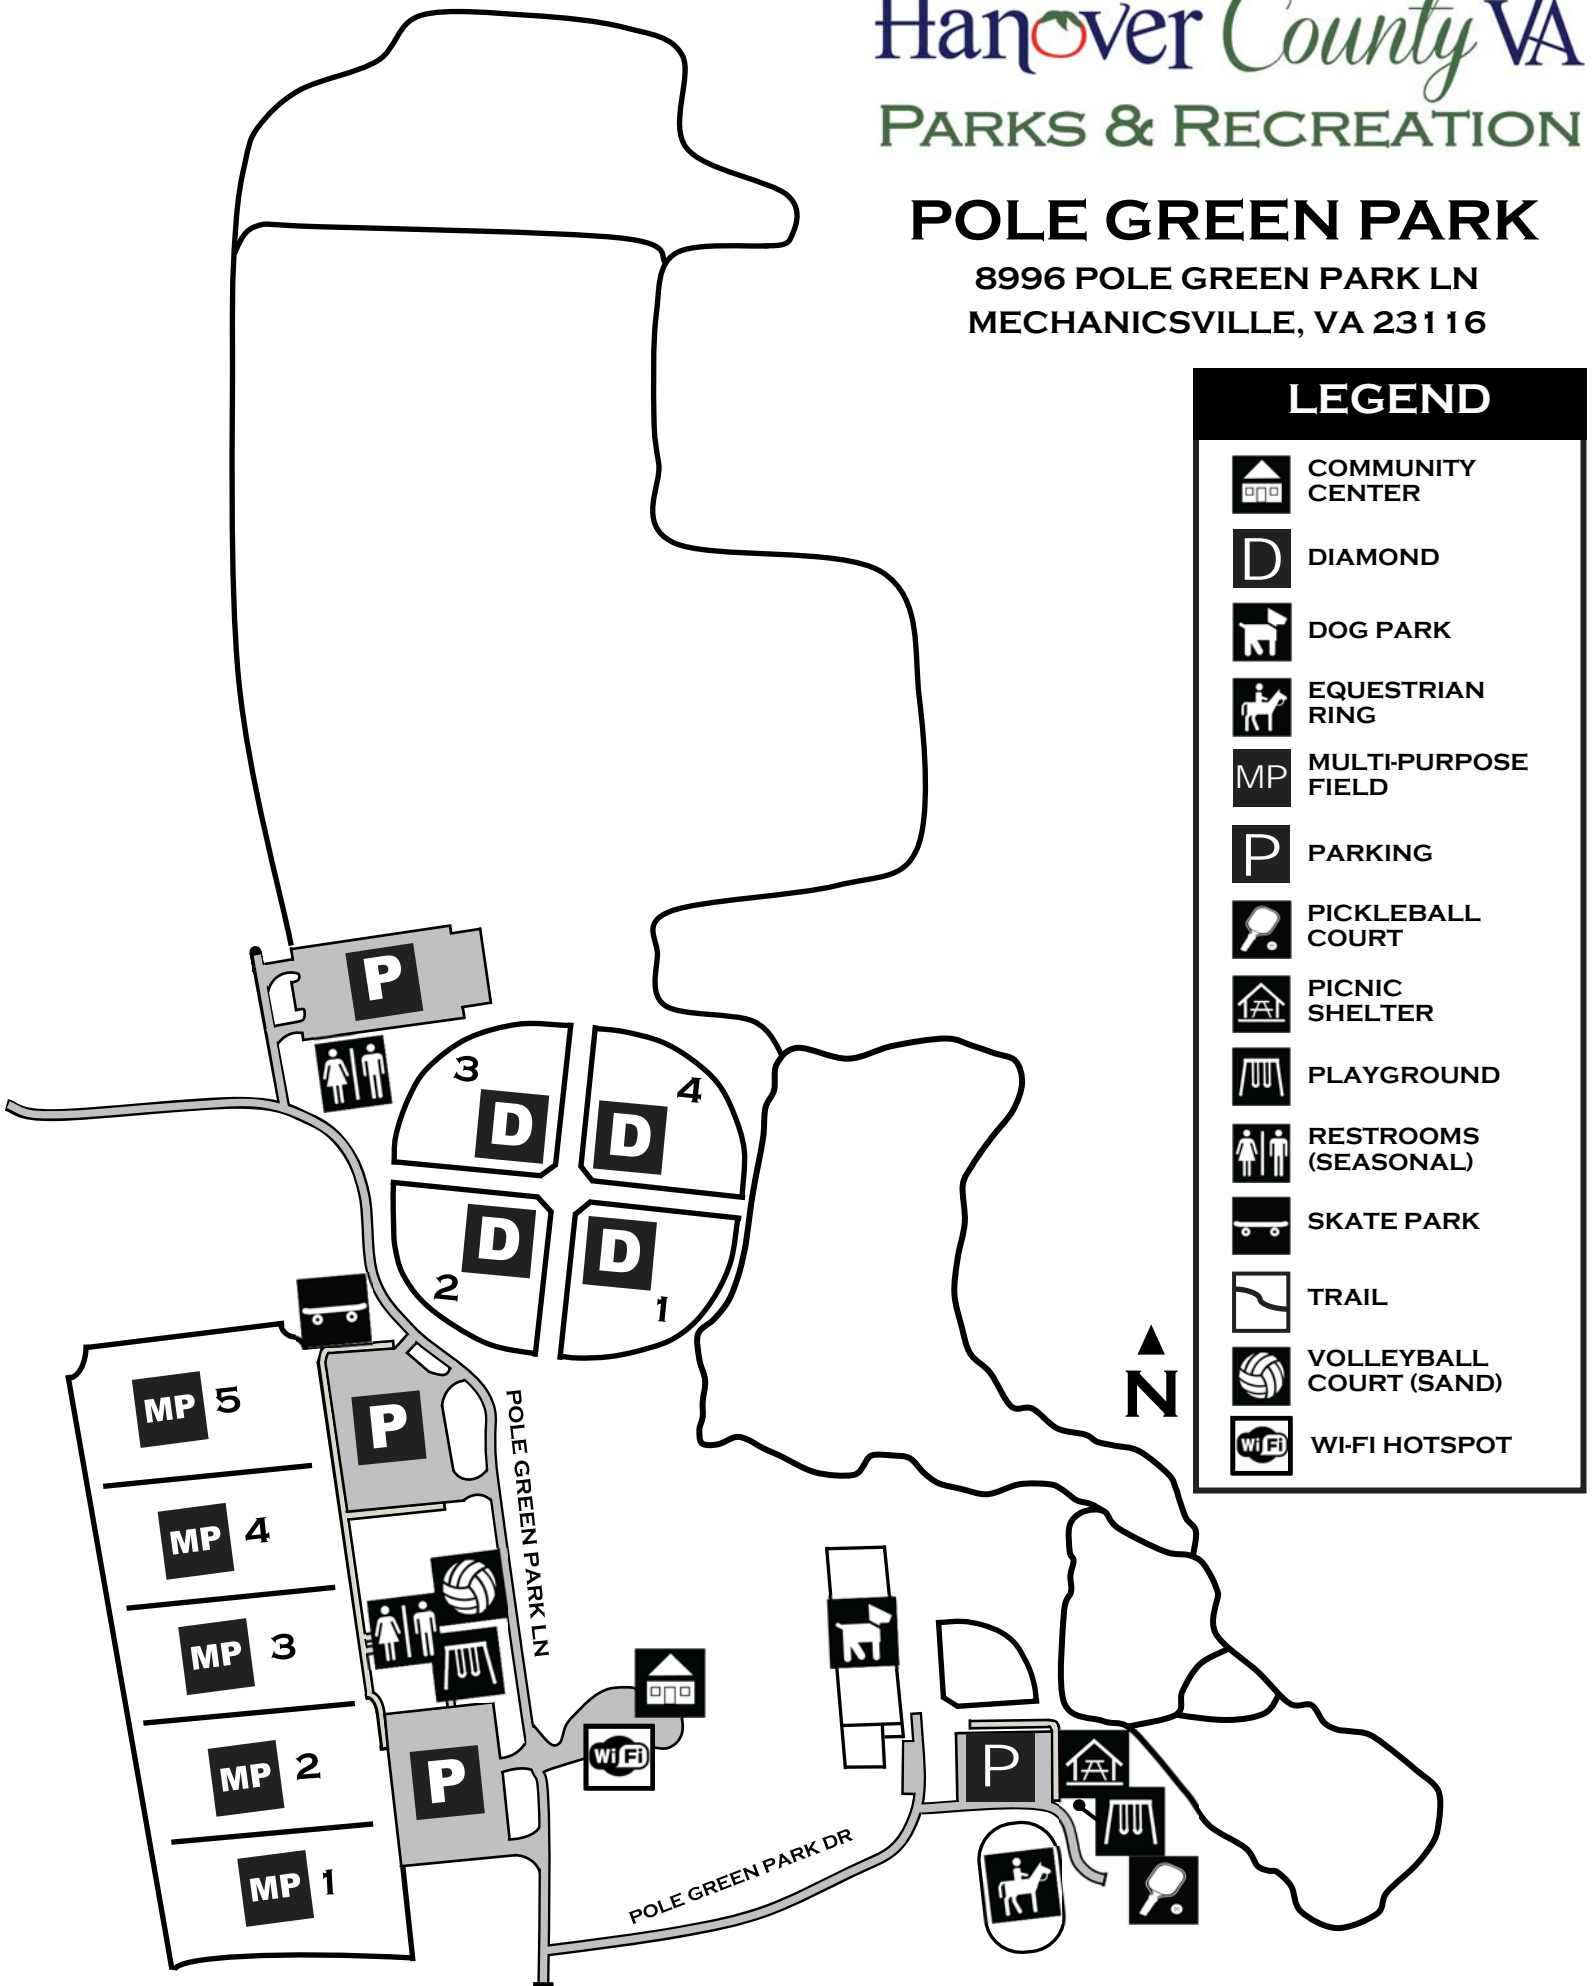 Hanover County VA
PARKS & RECREATION
POLE GREEN PARK
8996 POLE GREEN PARK LN
MECHANICSVILLE, VA 23116
LEGEND
COMMUNITY
CENTER
D
DIAMOND
DOG PARK
EQUESTRIAN
RING
MP
MULTI-PURPOSE
FIELD
P
PARKING
PICKLEBALL
COURT
PICNIC
SHELTER
PLAYGROUND
RESTROOMS
(SEASONAL)
SKATE PARK
TRAIL
VOLLEYBALL
COURT (SAND)
WiFi
WI-FI HOTSPOT
N
P
3
D
4
D
D
2
D
1
MP 5
P
POLE GREEN PARK LN
MP 4
MP 3
MP 2
P
WiFi
P
MP 1
POLE GREEN PARK DR